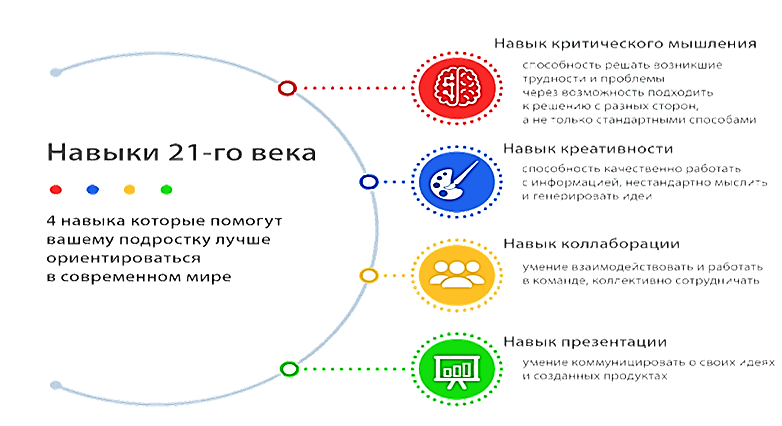 Навыки 21-го века
4 навыка которые помогут
вашему подростку лучше
ориентироваться
в современном мире
Навык критического мышления
способность решать возникшие
трудности и проблемы
через возможность подходить
к решению с разных сторон,
а не только стандартными способами
Навык креативности
способность качественно работать
с информацией, нестандартно мыслить
и генерировать идеи
Навык коллаборации
умение взаимодействовать и работать
в команде, коллективно сотрудничать
Навык презентации
умение коммуницировать о своих идеях
и созданных продуктах